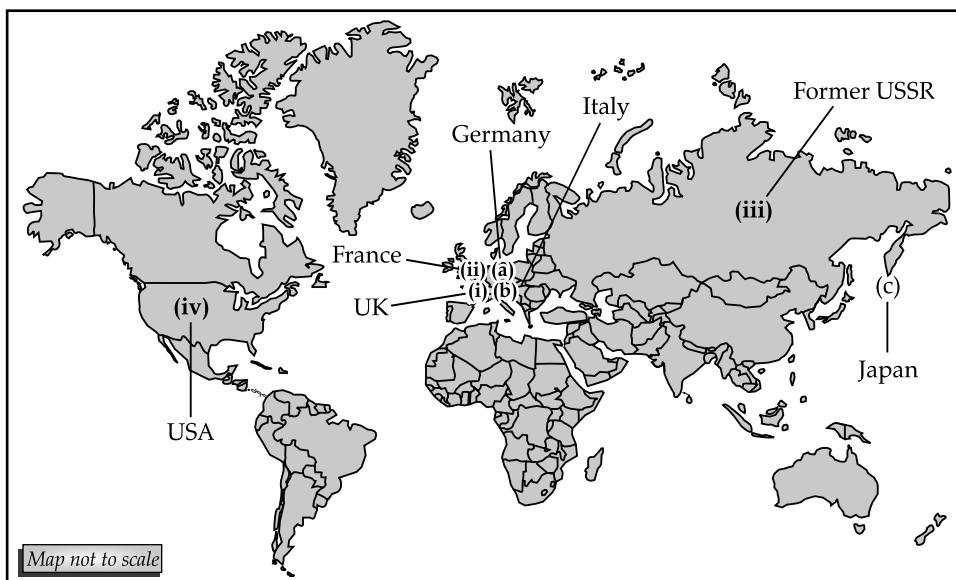 Former USSR
Italy
Germany
(iii)
France
(ii) (a)
(c)
(i) (b)
UK
(iv)
Japan
USA
Map not to scale